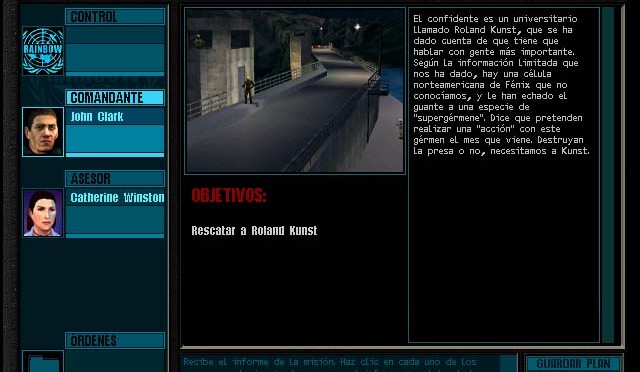 CONTROL
RAINBOW
COMANDANTE
John Clark
ASESOR
Catherine Winston
ÓRDENES
OBJETIVOS:
Rescatar a Roland Kunst
El confidente es un universitario
llamado Roland Kunst, que se ha
dado cuenta de que tiene que
hablar con gente más importante.
Según la información limitada que
nos ha dado, hay una célula
norteamericana de Fénix que no
conocíamos, y le han echado el
guante a una especie de
"supergérmene". Dice que pretenden
realizar una "acción" con este
gérmen el mes que viene. Destruyan
la presa o no, necesitamos a Kunst.
Recibe el informe de la misión. Haz clic en cada uno de los
GUARDAR PLAN